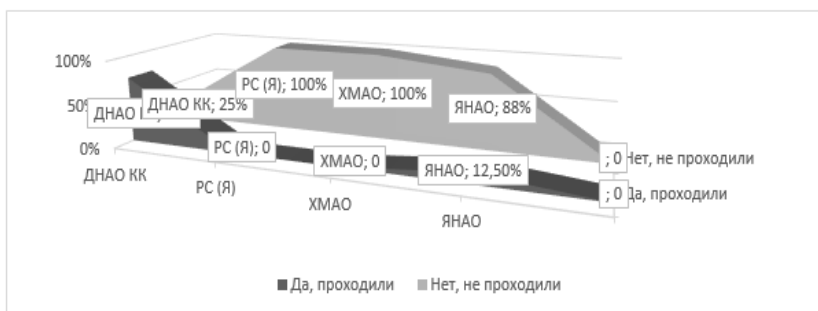 100%
50%
0%
ДНАО КК
РС (Я)
ХМАО
ЯНАО
ДНАО
ДНАО КК; 25%
РС (Я); 100%
ХМАО; 100%
ЯНАО; 88%
; 0
Нет, не проходили
РС (Я); 0
ХМАО; 0
ЯНАО; 12,50%
; 0
Да, проходили
Да, проходили Нет, не проходили